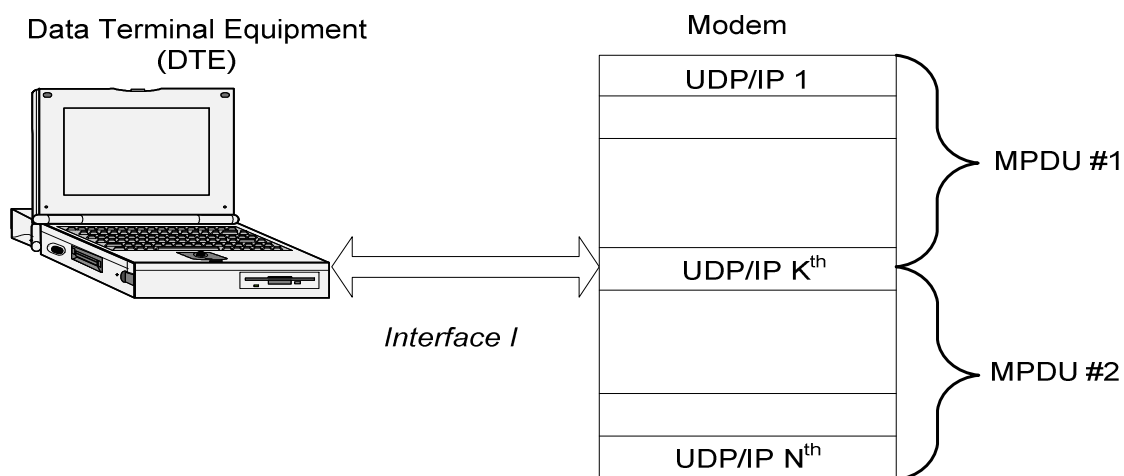 Data Terminal Equipment
(DTE)
Modem
UDP/IP 1
MPDU #1
UDP/IP Kth
Interface I
MPDU #2
UDP/IP Nth